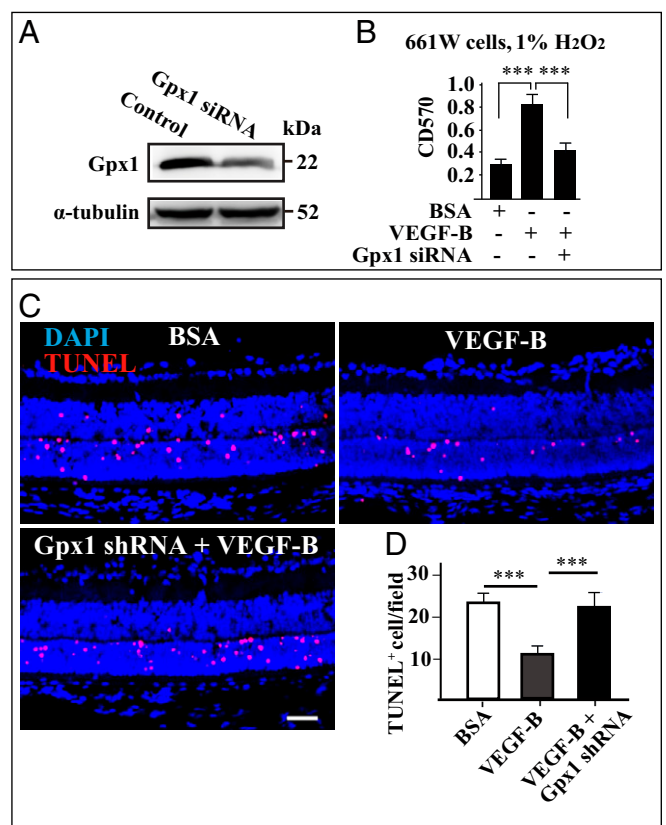 A
Control
Gpx1 siRNA
kDa
Gpx1
22
α-tubulin
52
B
661W cells, 1% H₂O₂
*** ***
CD570
1.0
0.8
0.6
0.4
0.2
BSA + - -
VEGF-B - + +
Gpx1 siRNA - - +
C
DAPI
TUNEL
BSA
VEGF-B
Gpx1 shRNA + VEGF-B
D
*** ***
TUNEL⁺ cell/field
30
20
10
BSA
VEGF-B
VEGF-B +
Gpx1 shRNA